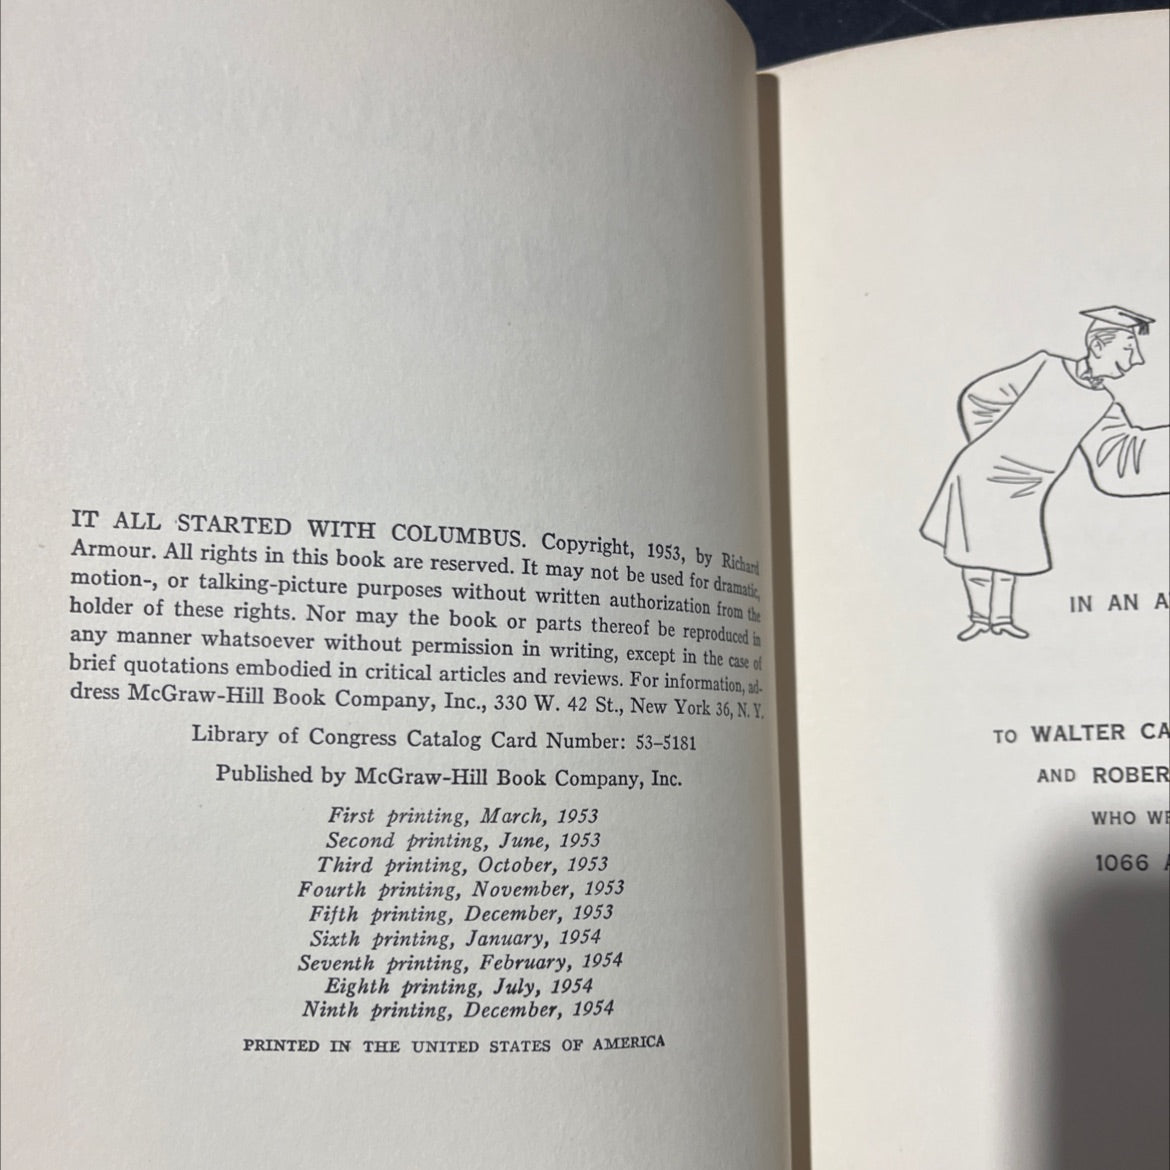 IT ALL STARTED WITH COLUMBUS. Copyright, 1953, by Richard
Armour. All rights in this book are reserved. It may not be used for dramatic,
motion-, or talking-picture purposes without written authorization from the
holder of these rights. Nor may the book or parts thereof be reproduced in
any manner whatsoever without permission in writing, except in the case of
brief quotations embodied in critical articles and reviews. For information, ad-
dress McGraw-Hill Book Company, Inc., 330 W. 42 St., New York 36, N. Y.
Library of Congress Catalog Card Number: 53-5181
Published by McGraw-Hill Book Company, Inc.
First printing, March, 1953
Second printing, June, 1953
Third printing, October, 1953
Fourth printing, November, 1953
Fifth printing, December, 1953
Sixth printing, January, 1954
Seventh printing, February, 1954
Eighth printing, July, 1954
Ninth printing, December, 1954
PRINTED IN THE UNITED STATES OF AMERICA
IN AN A
TO WALTER CA
AND ROBER
WHO WE
1066 A